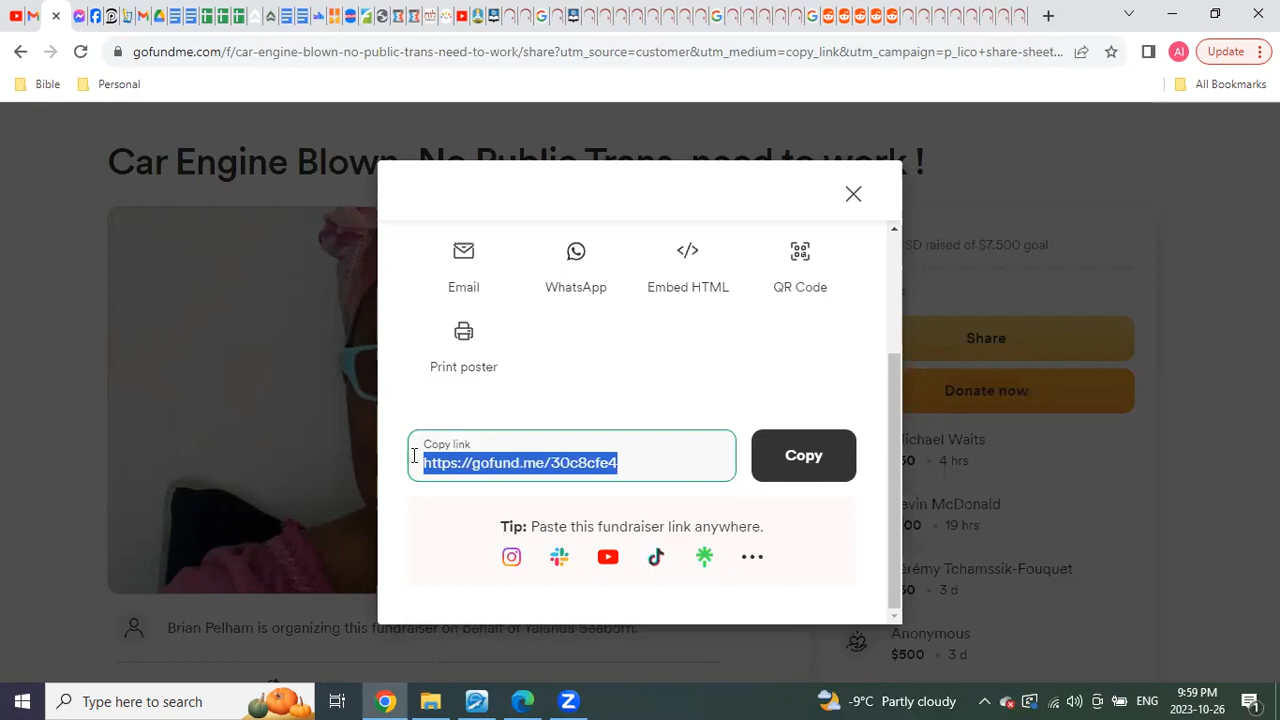 gofundme.com/f/car-engine-blown-no-public-trans-need-to-work/share?utm_source=customer&utm_medium=copy_link&utm_campaign=p_lico+share-sheet...
AI
Update
Bible
Personal
All Bookmarks
Car Engine Blown, No Public Trans, need to work !
Email
WhatsApp
Embed HTML
QR Code
Print poster
Copy link
https://gofund.me/30c8cfe4
Copy
Tip: Paste this fundraiser link anywhere.
SD raised of $7,500 goal
Share
Donate now
Michael Waits
4 hrs
McDonald
19 hrs
Tchamssik-Fouquet
3 d
Anonymous
$500 • 3 d
Brian Pelham is organizing this fundraiser on behalf of Yalanda Seaborn.
Type here to search
-9°C Partly cloudy
ENG
9:59 PM
2023-10-26
1